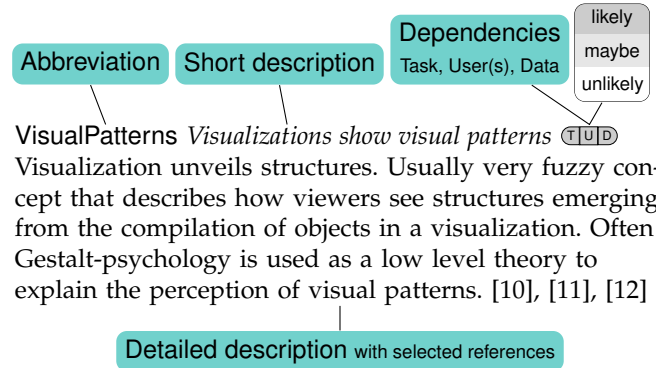 Abbreviation
Short description
Dependencies
Task, User(s), Data
likely
maybe
unlikely
VisualPatterns Visualizations show visual patterns T U D
Visualization unveils structures. Usually very fuzzy con-
cept that describes how viewers see structures emerging
from the compilation of objects in a visualization. Often
Gestalt-psychology is used as a low level theory to
explain the perception of visual patterns. [10], [11], [12]
Detailed description with selected references